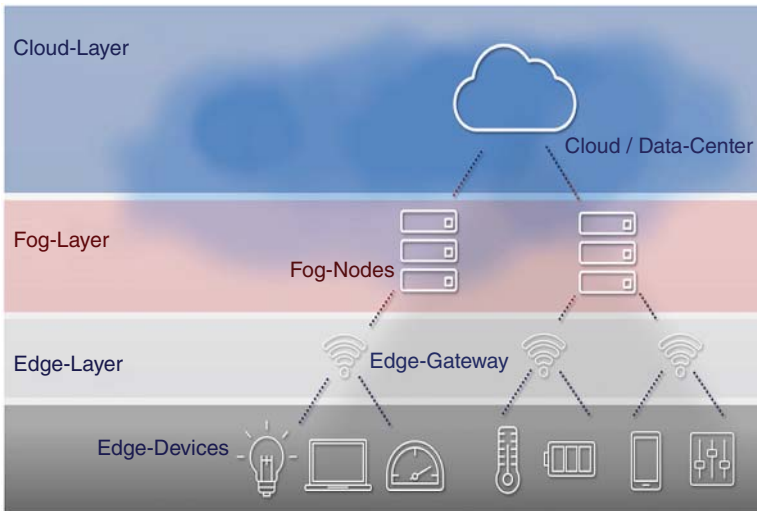 Cloud-Layer
Cloud / Data-Center
Fog-Layer
Fog-Nodes
Edge-Layer
Edge-Gateway
Edge-Devices